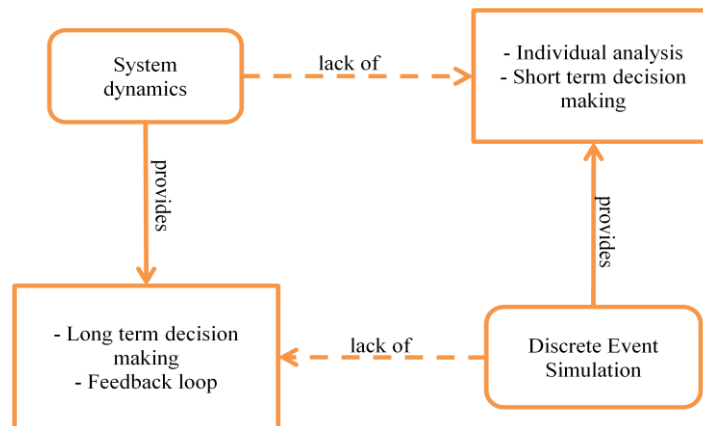 System
dynamics
lack of
- Individual analysis
- Short term decision
making
provides
provides
- Long term decision
making
- Feedback loop
lack of
Discrete Event
Simulation